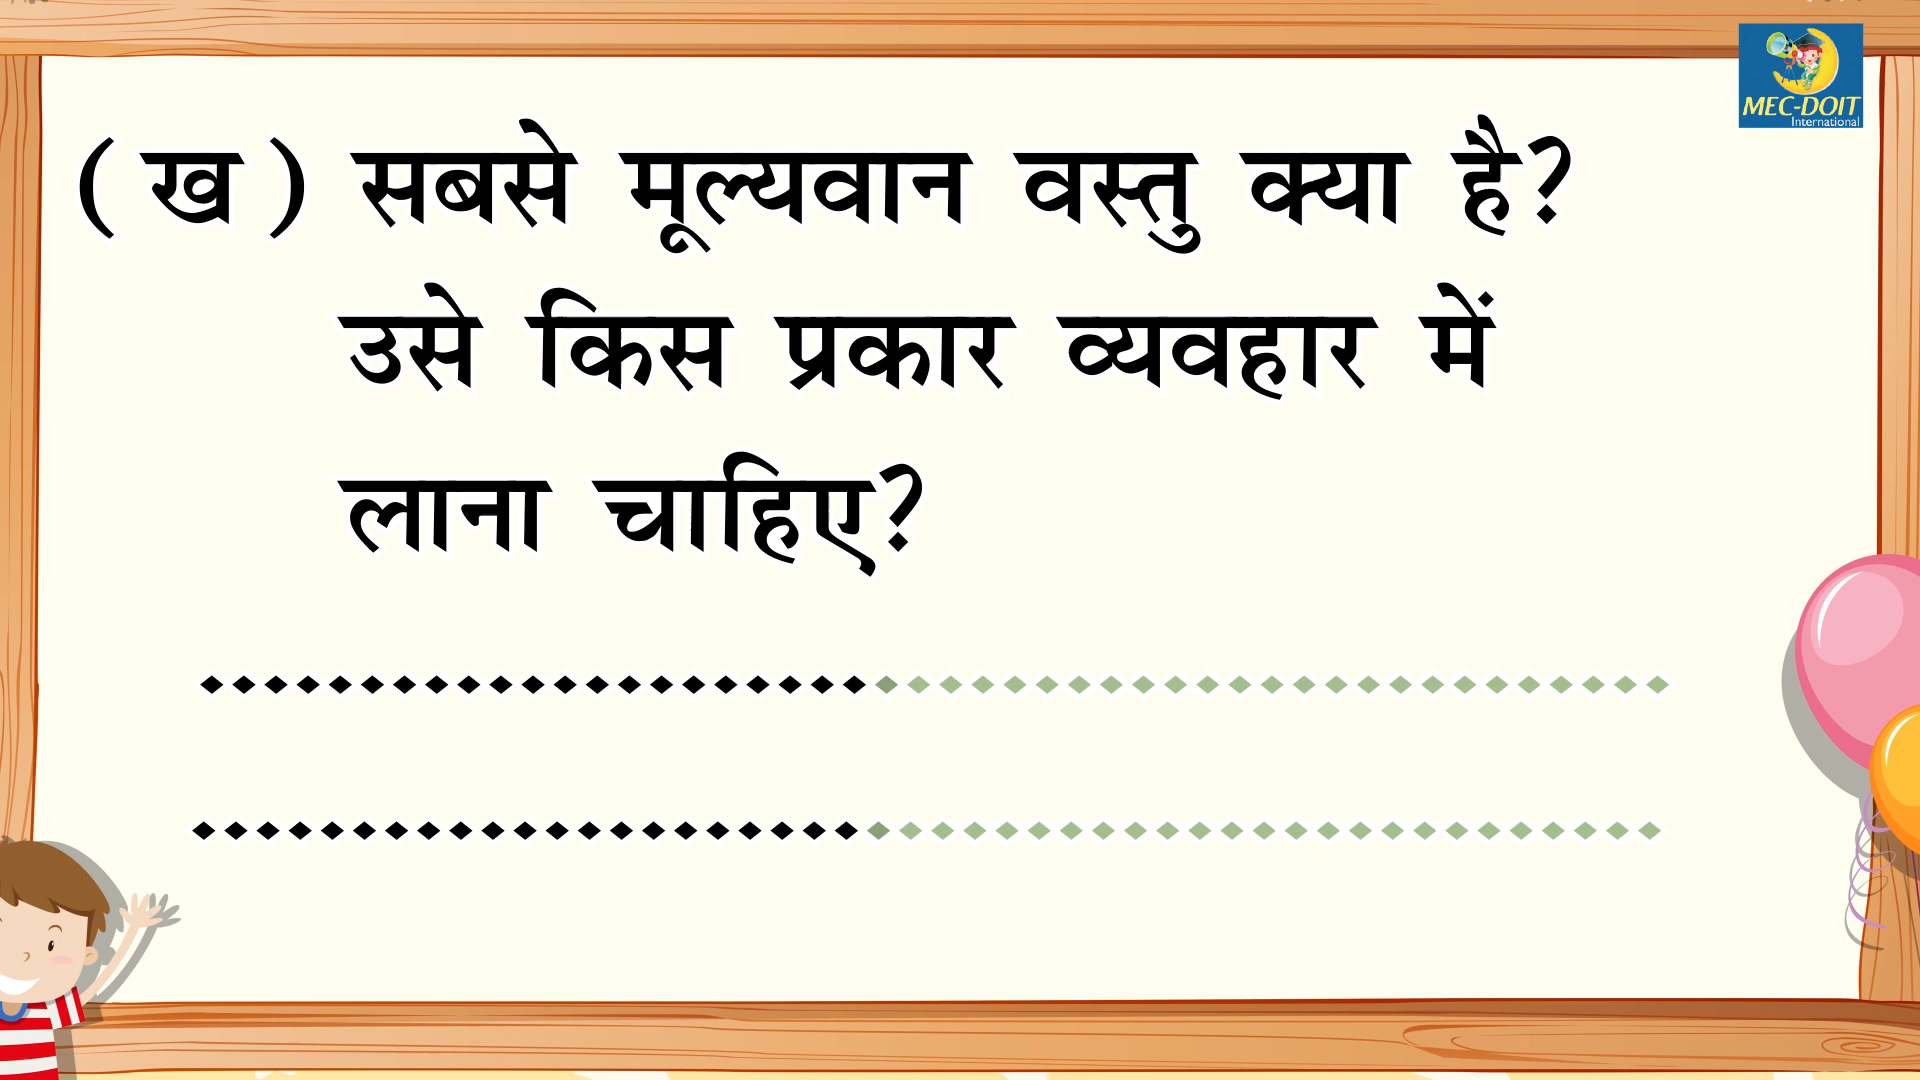 MEC-DOIT
International
( ख ) सबसे मूल्यवान वस्तु क्या है?
उसे किस प्रकार व्यवहार में
लाना चाहिए?